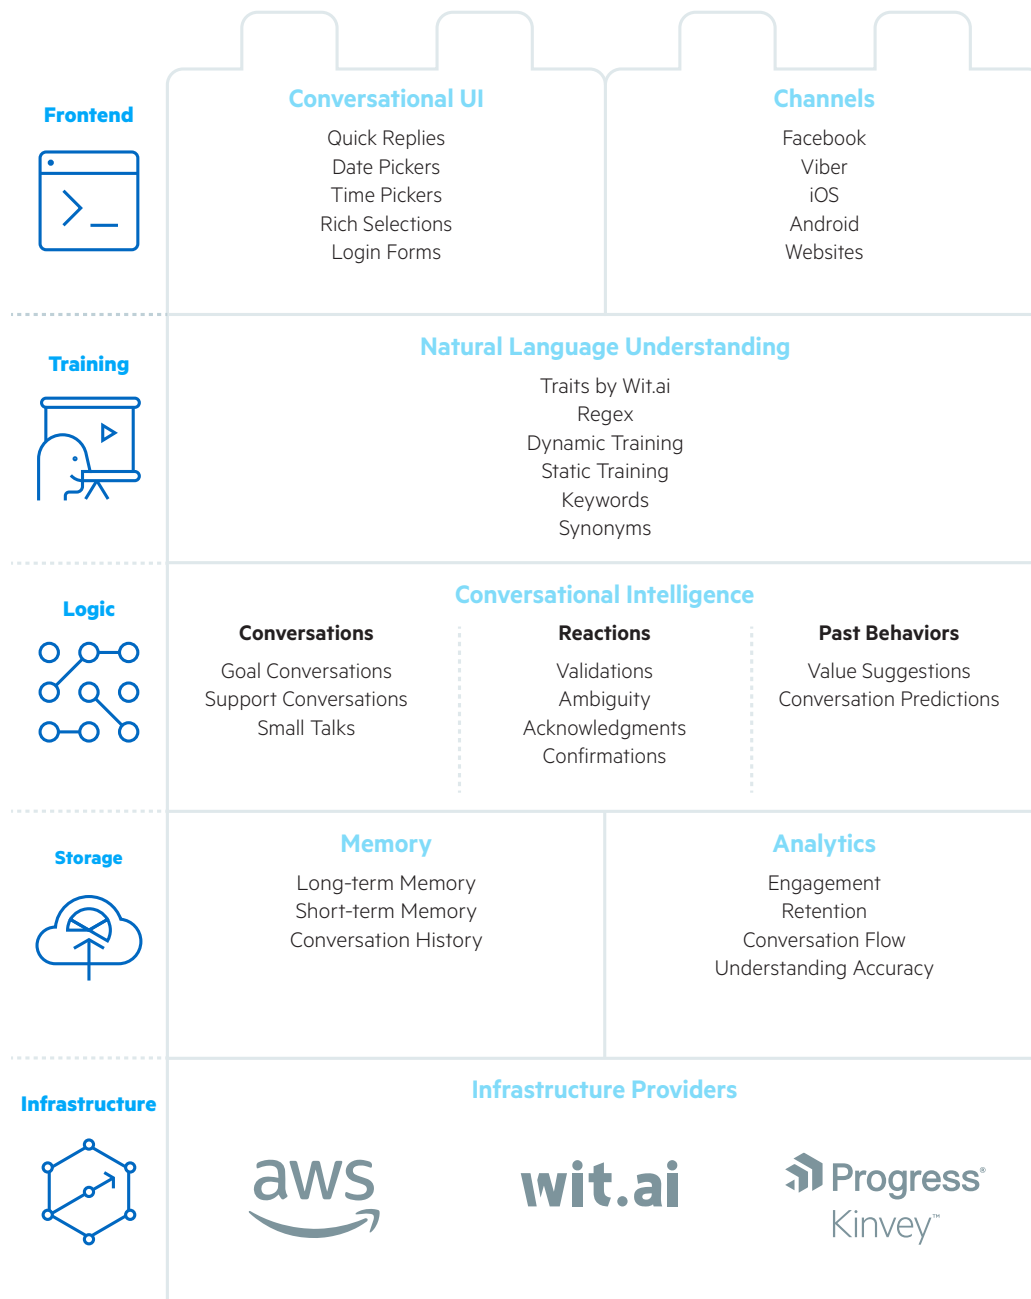 Frontend
Conversational UI
Quick Replies
Date Pickers
Time Pickers
Rich Selections
Login Forms
Channels
Facebook
Viber
iOS
Android
Websites
Training
Natural Language Understanding
Traits by Wit.ai
Regex
Dynamic Training
Static Training
Keywords
Synonyms
Logic
Conversational Intelligence
Conversations
Goal Conversations
Support Conversations
Small Talks
Reactions
Validations
Ambiguity
Acknowledgments
Confirmations
Past Behaviors
Value Suggestions
Conversation Predictions
Storage
Memory
Long-term Memory
Short-term Memory
Conversation History
Analytics
Engagement
Retention
Conversation Flow
Understanding Accuracy
Infrastructure
Infrastructure Providers
aws
wit.ai
Progress®
Kinvey™